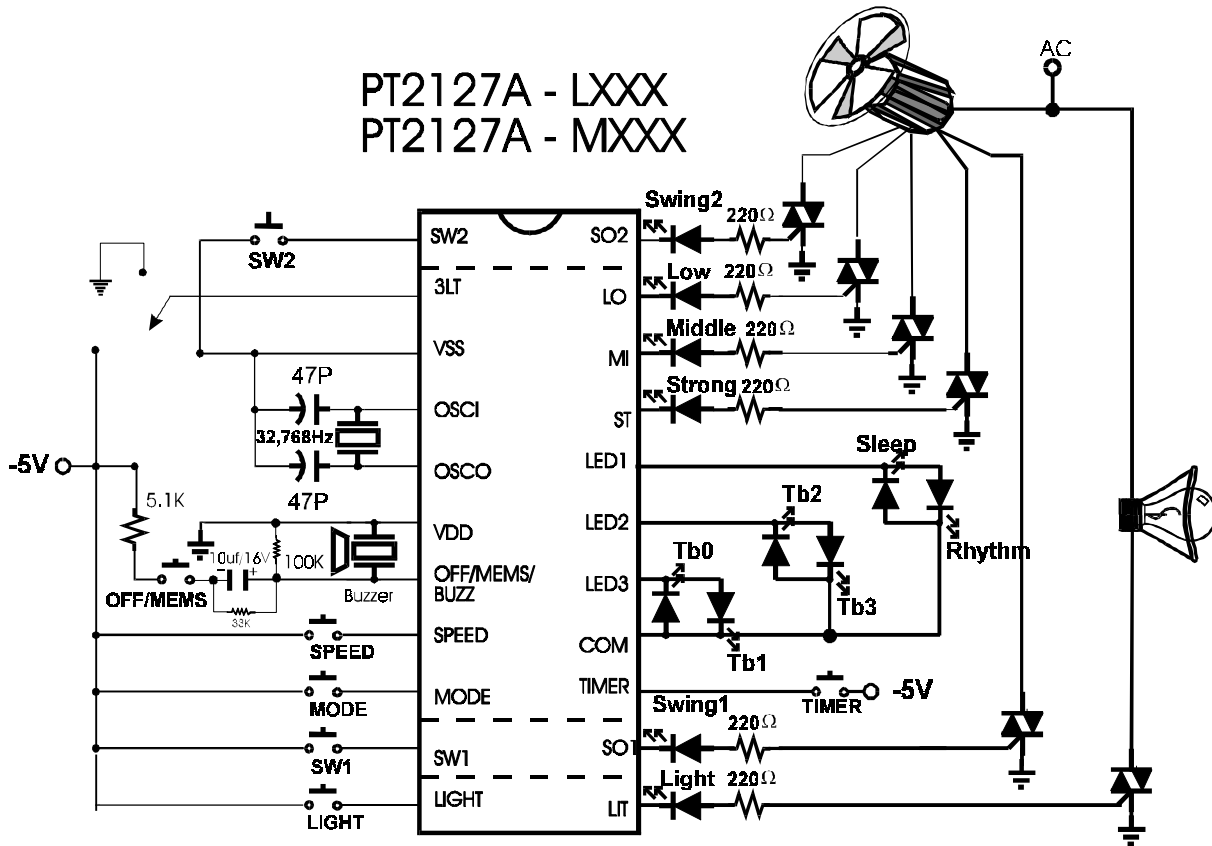 PT2127A - LXXX
PT2127A - MXXX
AC
SW2
SW2
3LT
VSS
47P
OSCI
32,768Hz
OSCO
47P
-5V
5.1K
VDD
10uf/16V
-
+
100K
OFF/MEMS/
BUZZ
Buzzer
OFF/MEMS
33K
SPEED
SPEED
MODE
MODE
SW1
SW1
LIGHT
LIGHT
SO2
Swing2
220Ω
LO
Low
220Ω
MI
Middle
220Ω
ST
Strong
220Ω
LED1
Sleep
Rhythm
LED2
Tb2
Tb3
LED3
Tb0
Tb1
COM
TIMER
TIMER
-5V
SO1
Swing1
220Ω
LIT
Light
220Ω